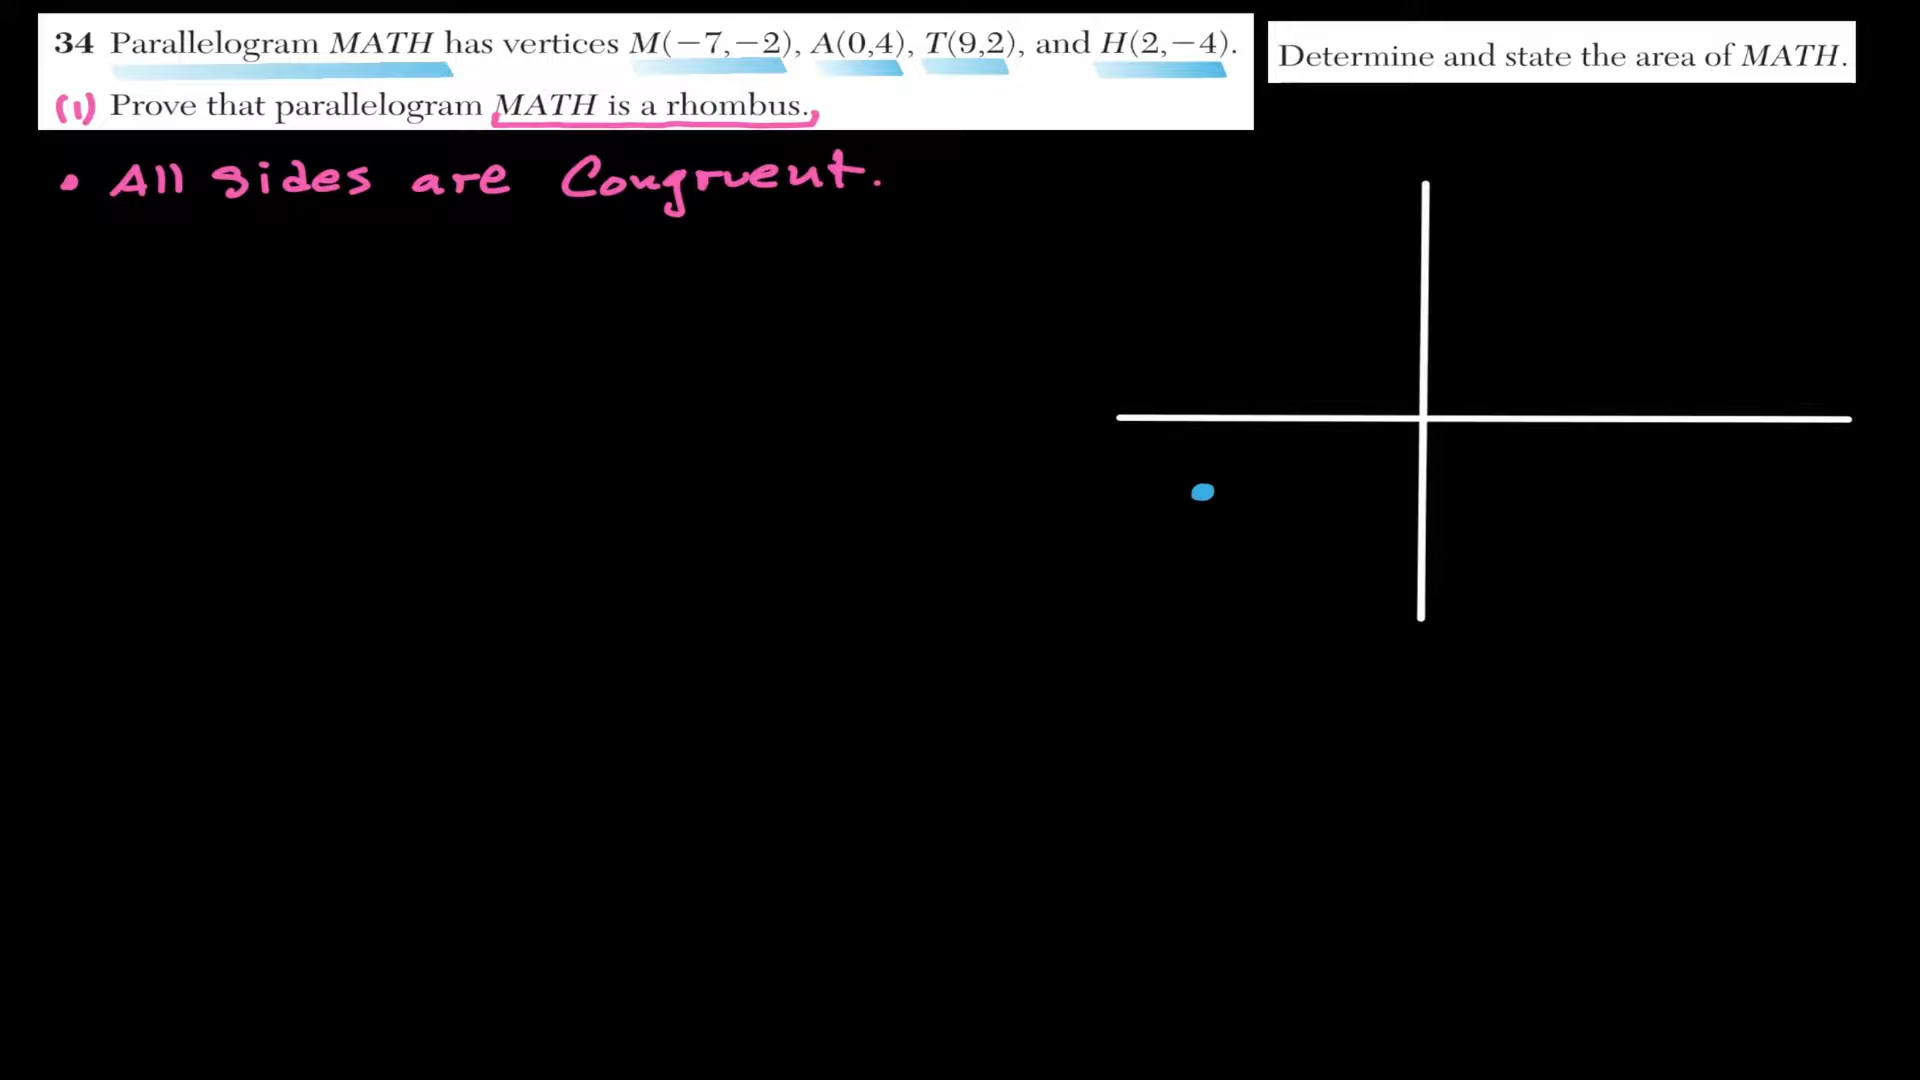 34 Parallelogram MATH has vertices M(−7,−2), A(0,4), T(9,2), and H(2,−4).
(1) Prove that parallelogram MATH is a rhombus.
Determine and state the area of MATH.
• All sides are Congruent.